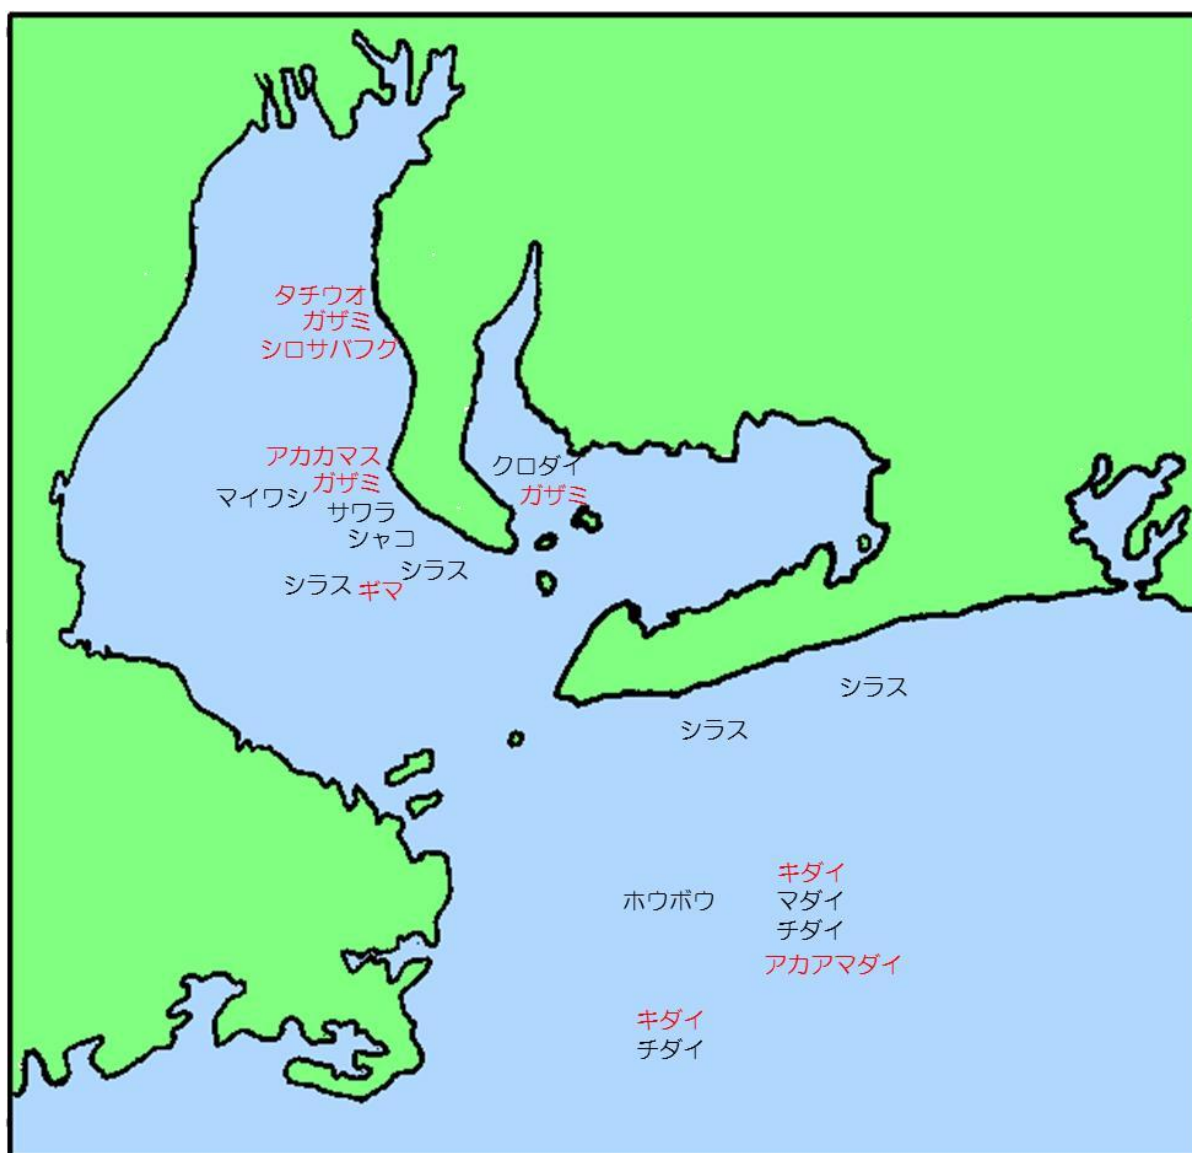 タチウオ
ガザミ
シロサバフグ
アカカマス
ガザミ
マイワシ
サワラ
シャコ
シラス
シラス
ギマ
クロダイ
ガザミ
シラス
シラス
ホウボウ
キダイ
マダイ
チダイ
アカアマダイ
キダイ
チダイ